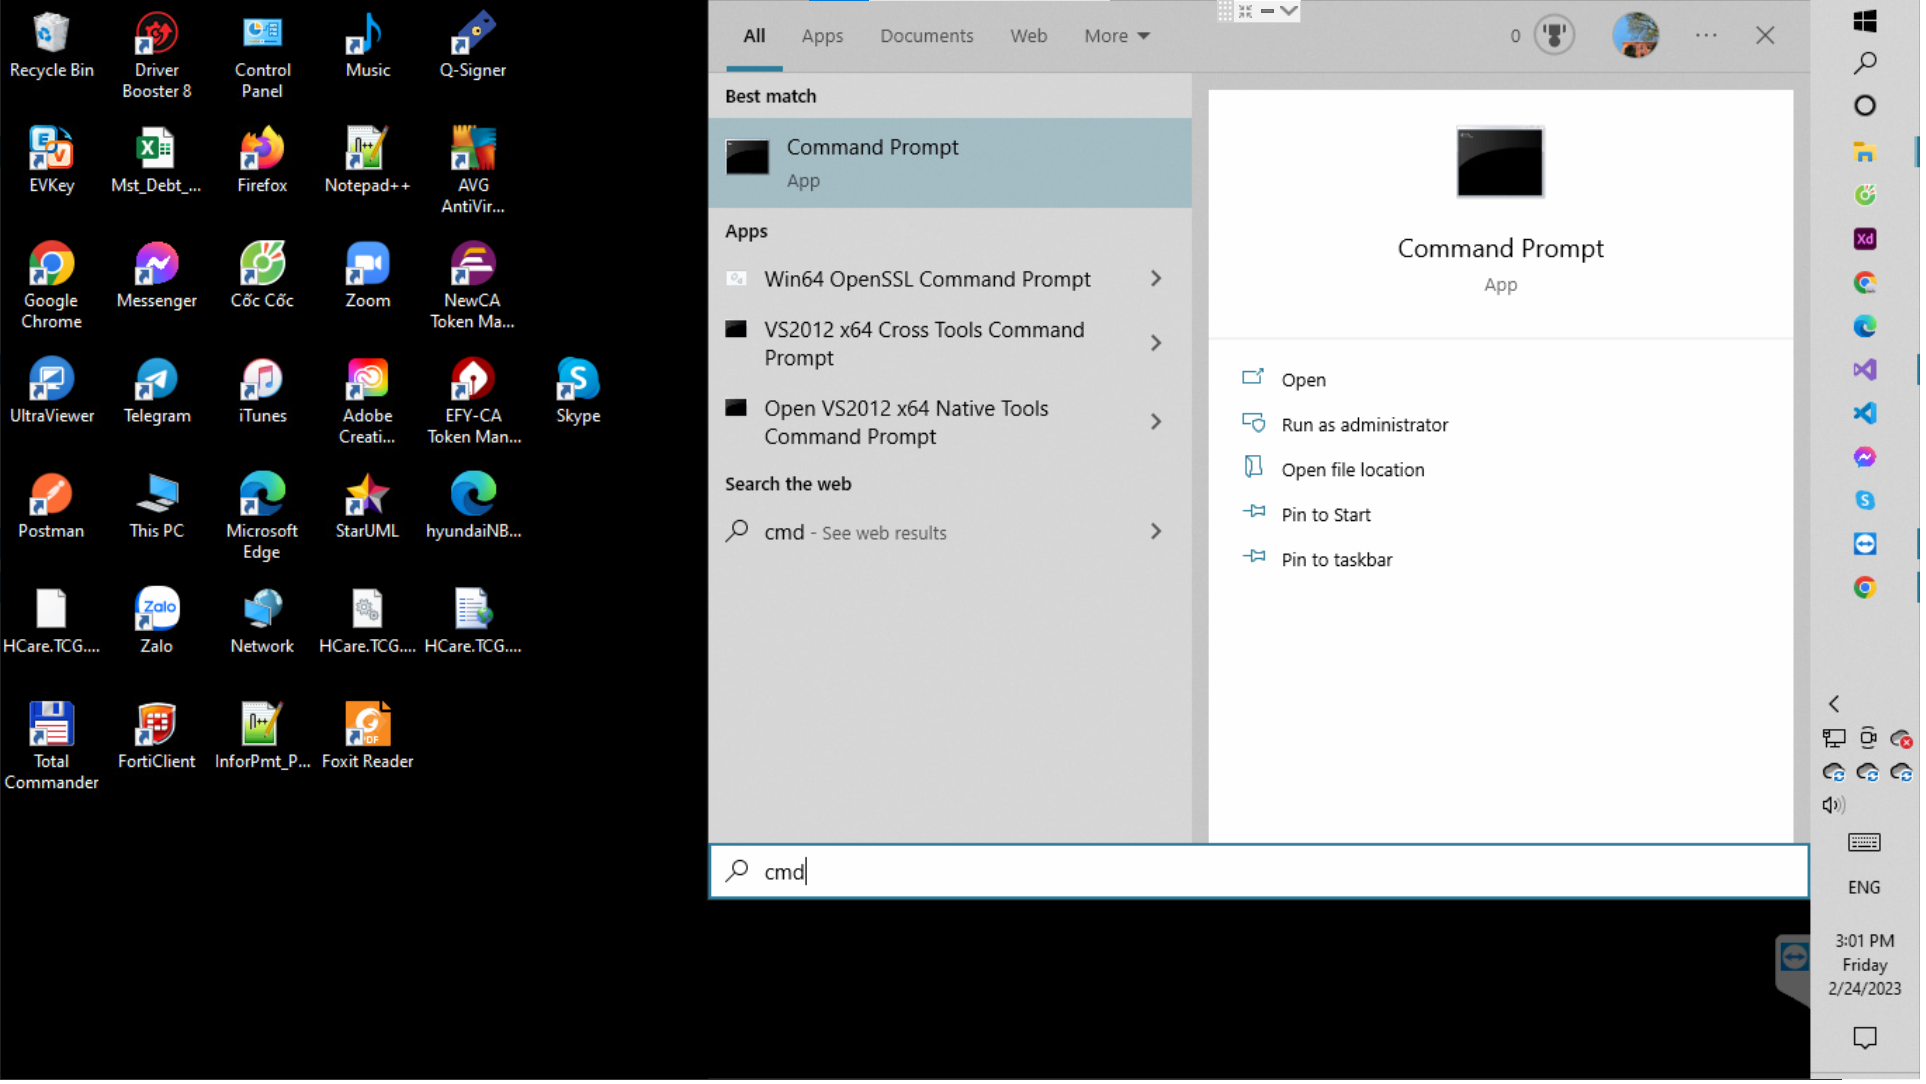 Recycle Bin
Driver
Booster 8
Control
Panel
Music
Q-Signer
EVKey
Mst_Debt_...
Firefox
Notepad++
AVG
AntiVir...
Google
Chrome
Messenger
Cốc Cốc
Zoom
NewCA
Token Ma...
UltraViewer
Telegram
iTunes
Adobe
Creati...
EFY-CA
Token Man...
Skype
Postman
This PC
Microsoft
Edge
StarUML
hyundaiNB...
HCare.TCG....
Zalo
Zalo
Network
HCare.TCG....
HCare.TCG....
Total
Commander
FortiClient
InforPmt_P...
PDF
Foxit Reader
All
Apps
Documents
Web
More
0
Best match
Command Prompt
App
Apps
Win64 OpenSSL Command Prompt
VS2012 x64 Cross Tools Command
Prompt
Open VS2012 x64 Native Tools
Command Prompt
Search the web
cmd - See web results
Command Prompt
App
Open
Run as administrator
Open file location
Pin to Start
Pin to taskbar
cmd
Xd
ENG
3:01 PM
Friday
2/24/2023